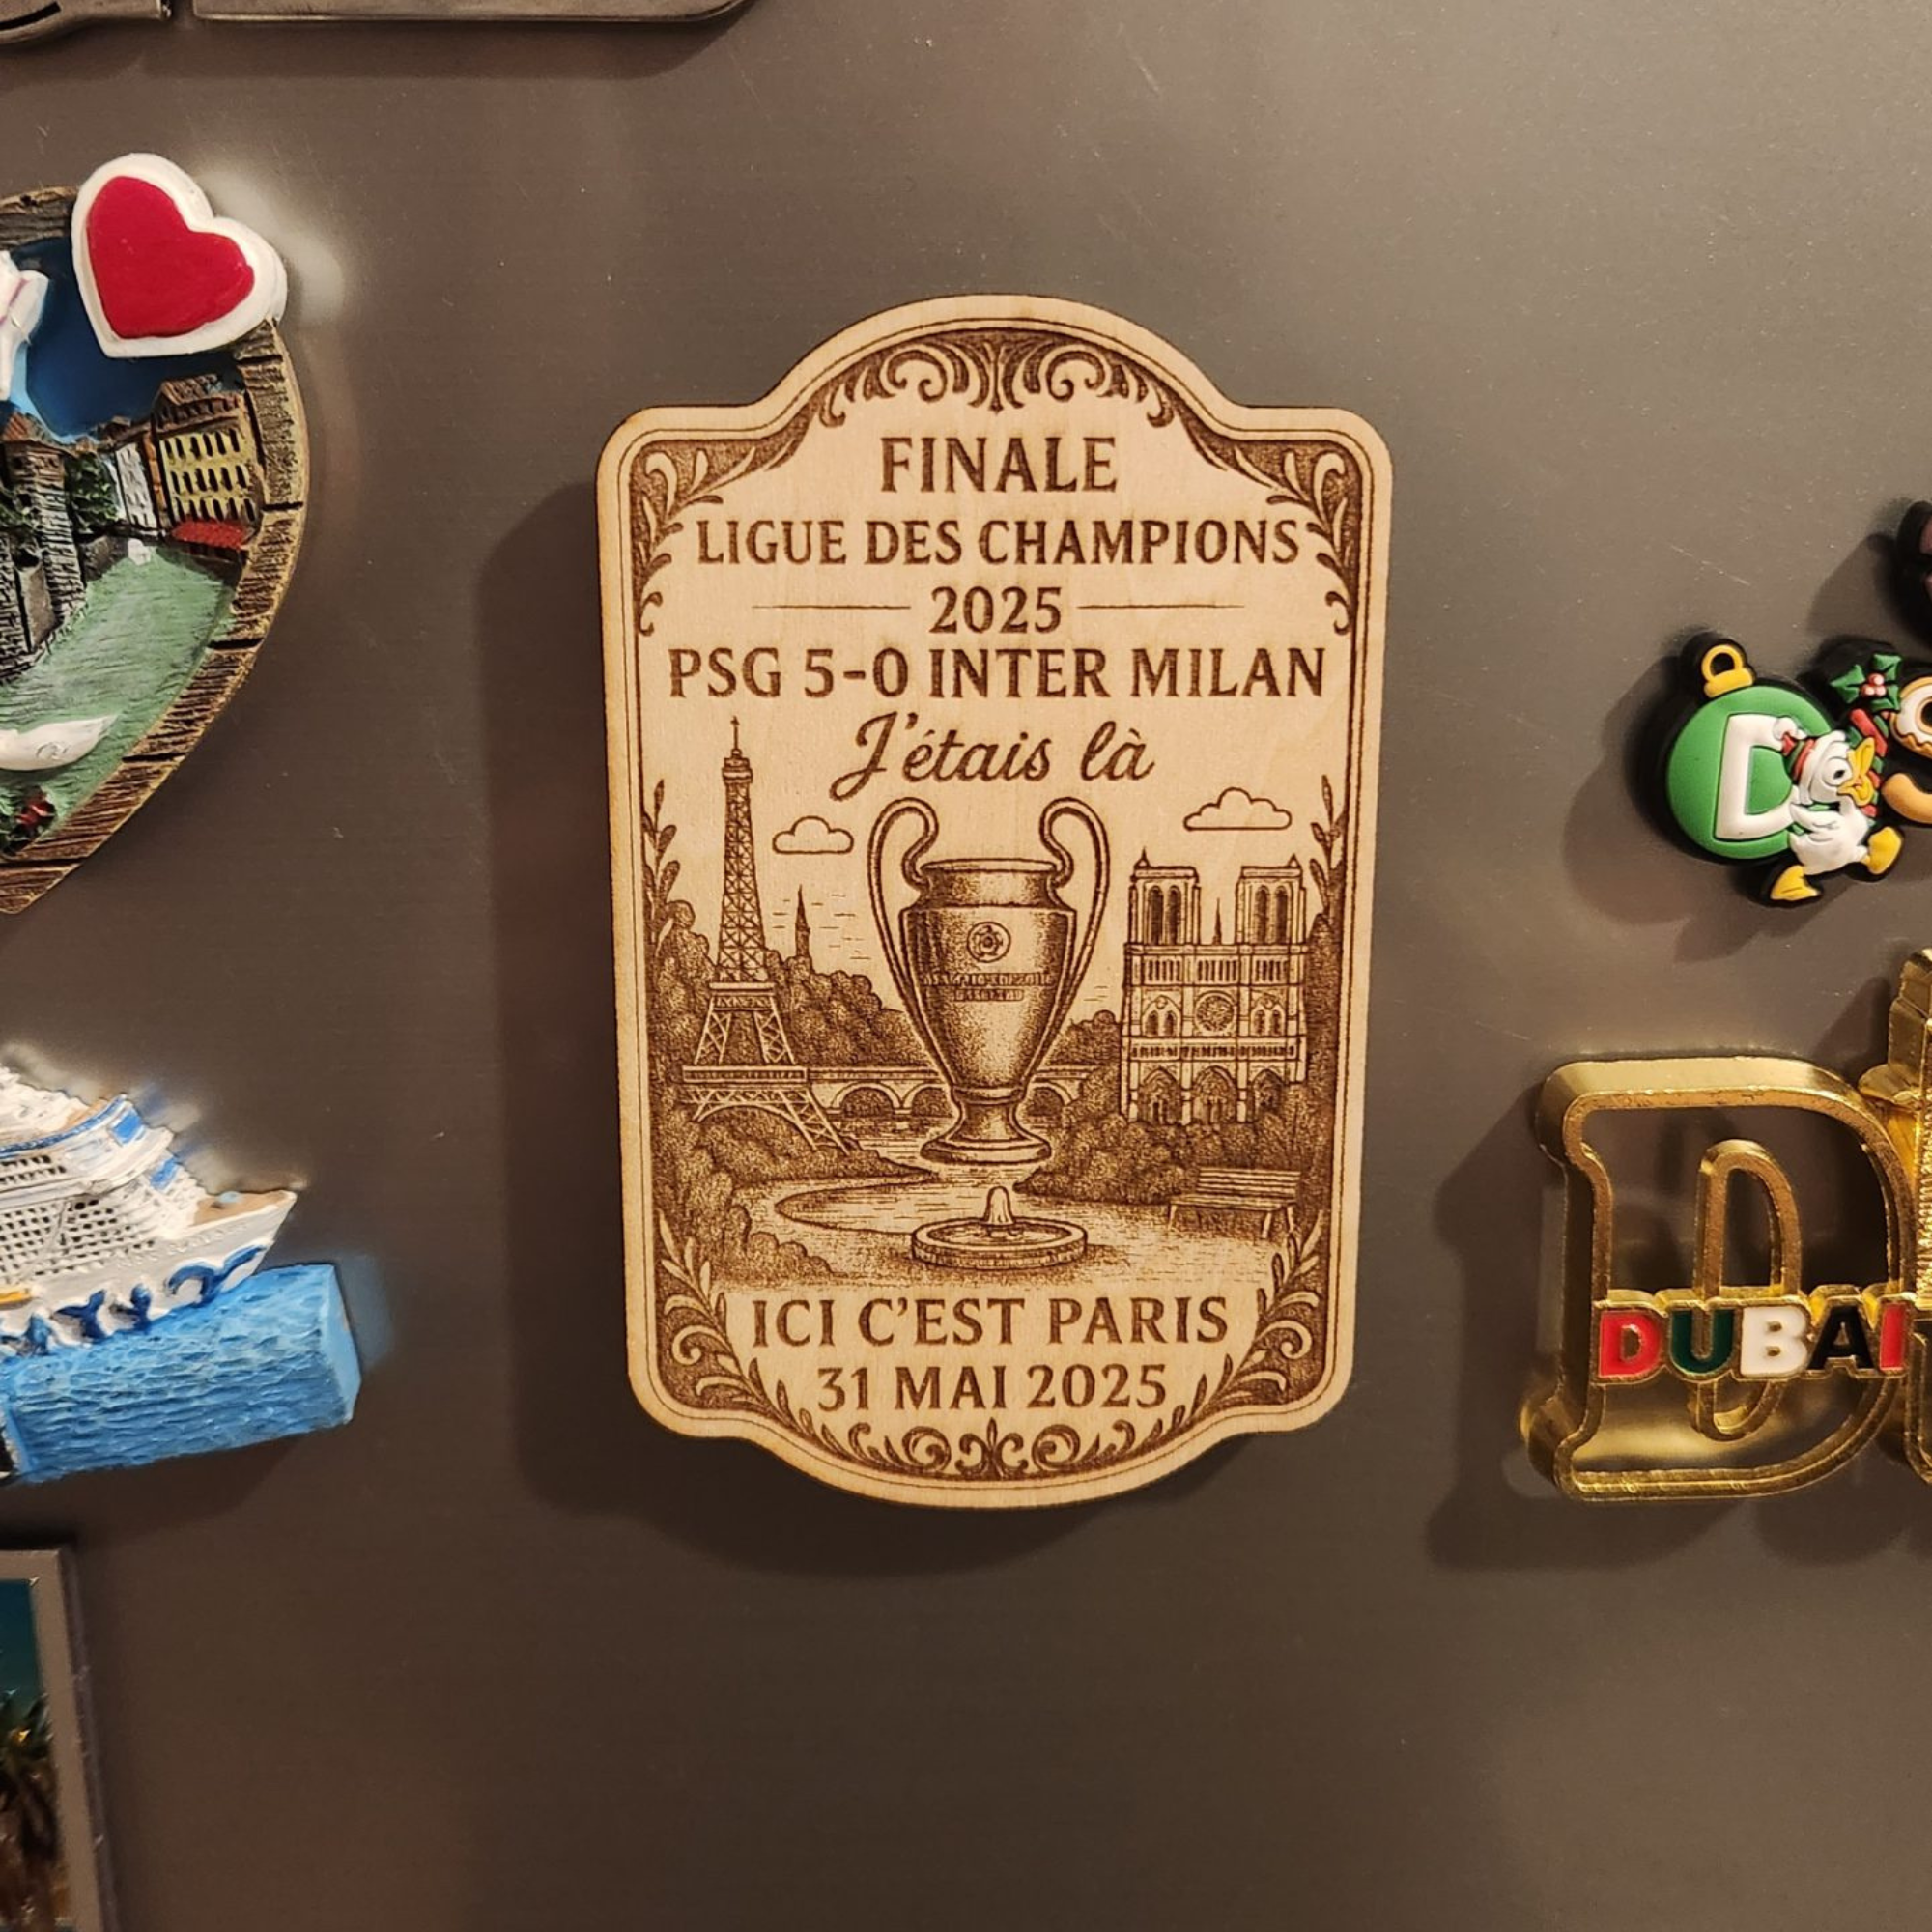 FINALE
LIGUE DES CHAMPIONS
2025
PSG 5-0 INTER MILAN
J'étais là
ICI C'EST PARIS
31 MAI 2025
D
DUBAI